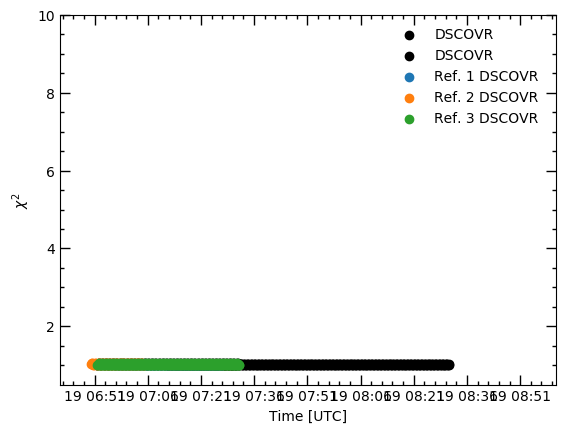 10
DSCOVR
DSCOVR
Ref. 1 DSCOVR
Ref. 2 DSCOVR
Ref. 3 DSCOVR
8
6
4
2
χ²
19 06:51 19 07:06 19 07:21 19 07:36 19 07:51 19 08:06 19 08:21 19 08:36 19 08:51
Time [UTC]